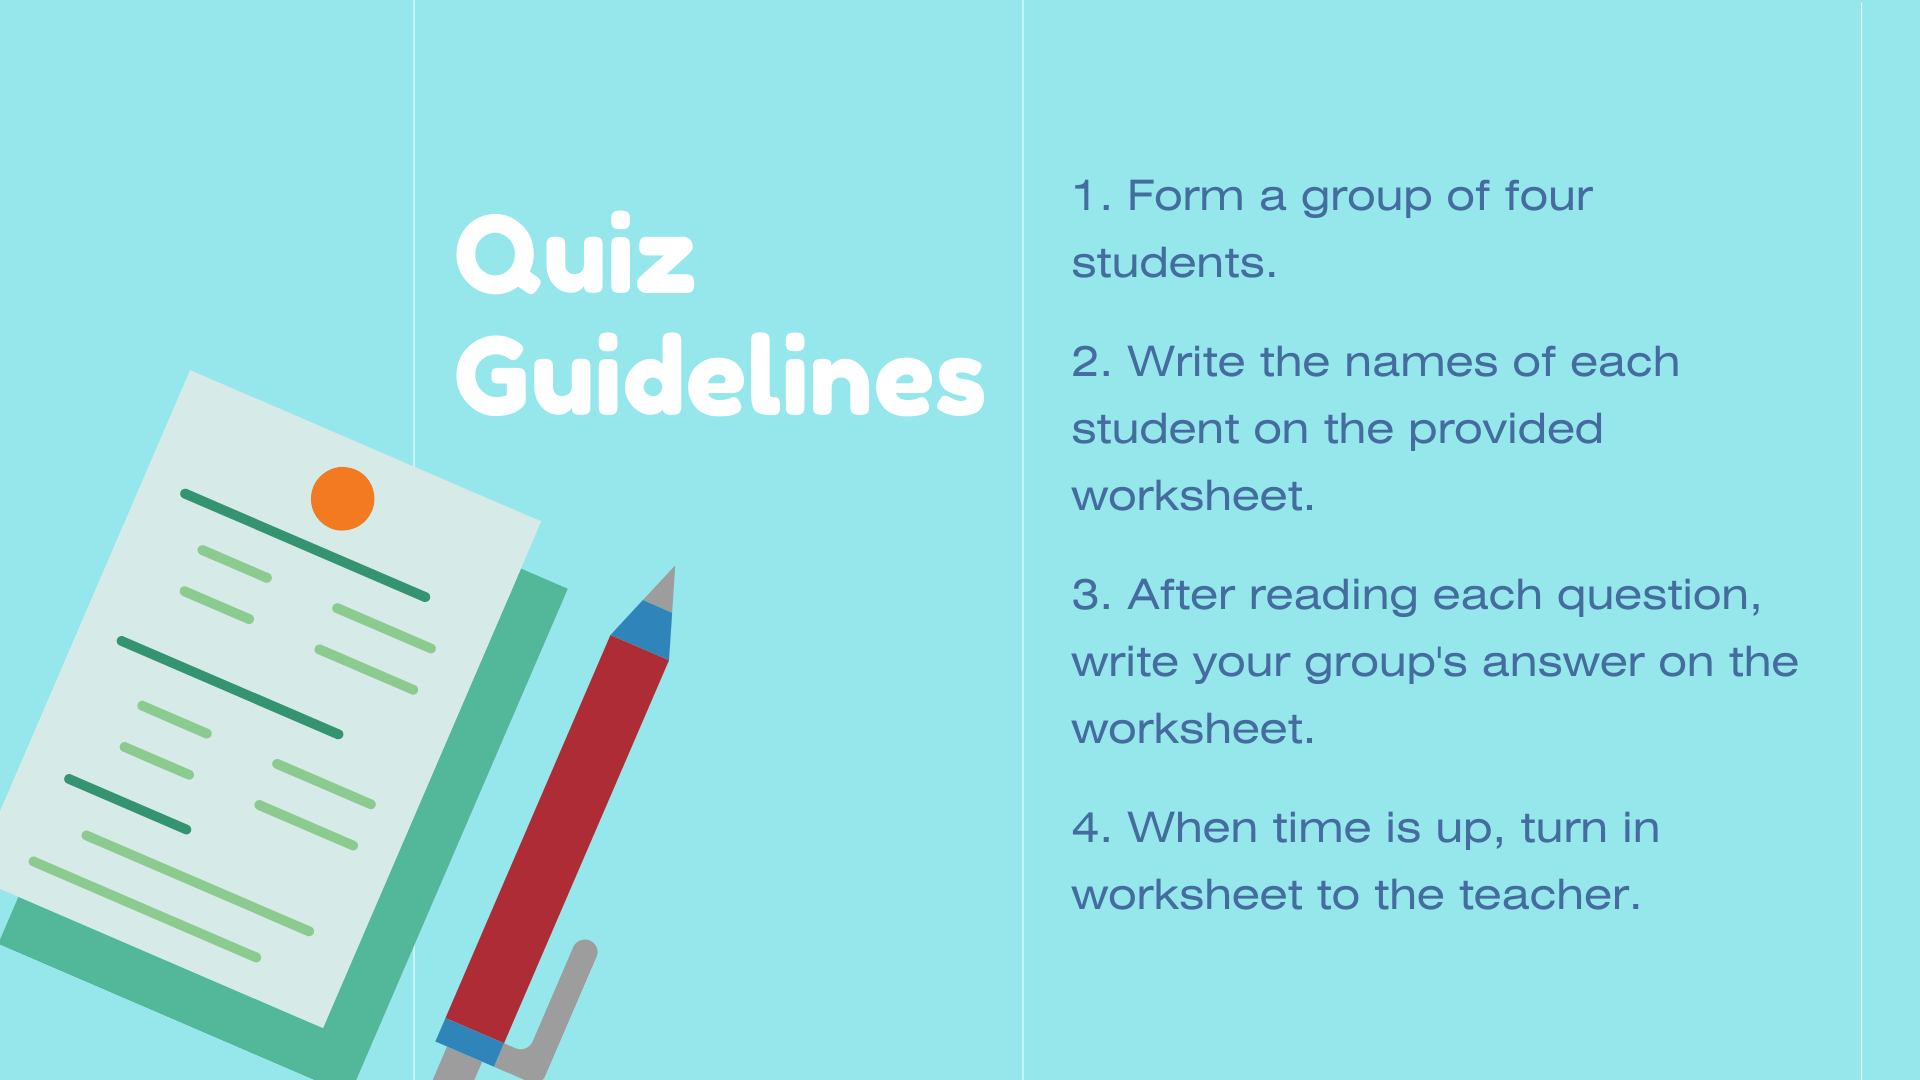 Quiz
Guidelines
1. Form a group of four
students.
2. Write the names of each
student on the provided
worksheet.
3. After reading each question,
write your group's answer on the
worksheet.
4. When time is up, turn in
worksheet to the teacher.